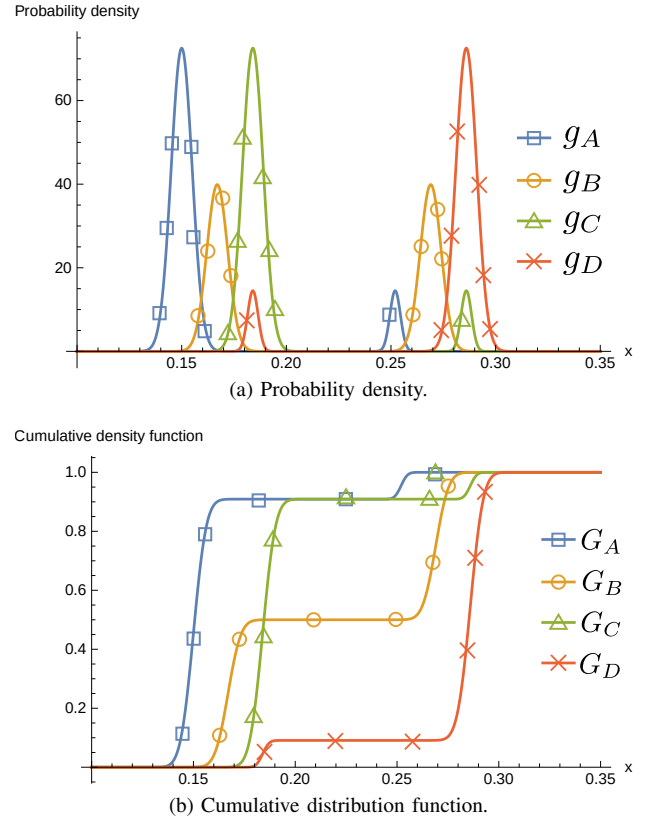 Probability density
60
40
20
0.15 0.20 0.25 0.30 0.35 x
g_A
g_B
g_C
g_D
(a) Probability density.
Cumulative density function
1.0
0.8
0.6
0.4
0.2
0.15 0.20 0.25 0.30 0.35 x
G_A
G_B
G_C
G_D
(b) Cumulative distribution function.